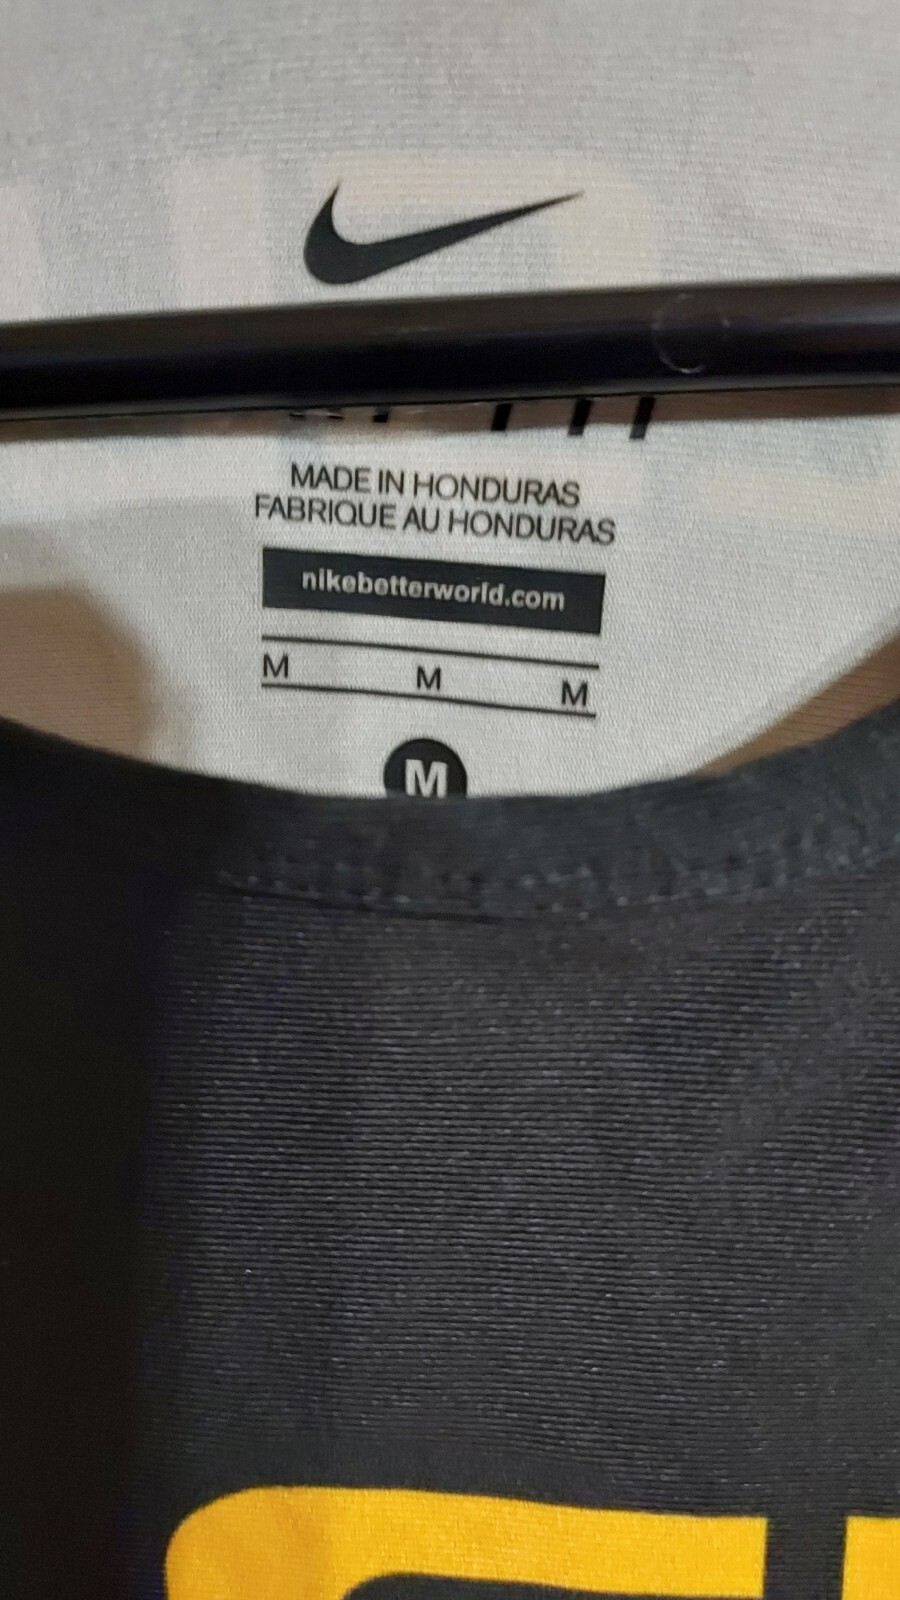 MADE IN HONDURAS
FABRIQUE AU HONDURAS
nikebetterworld.com
M M M
M